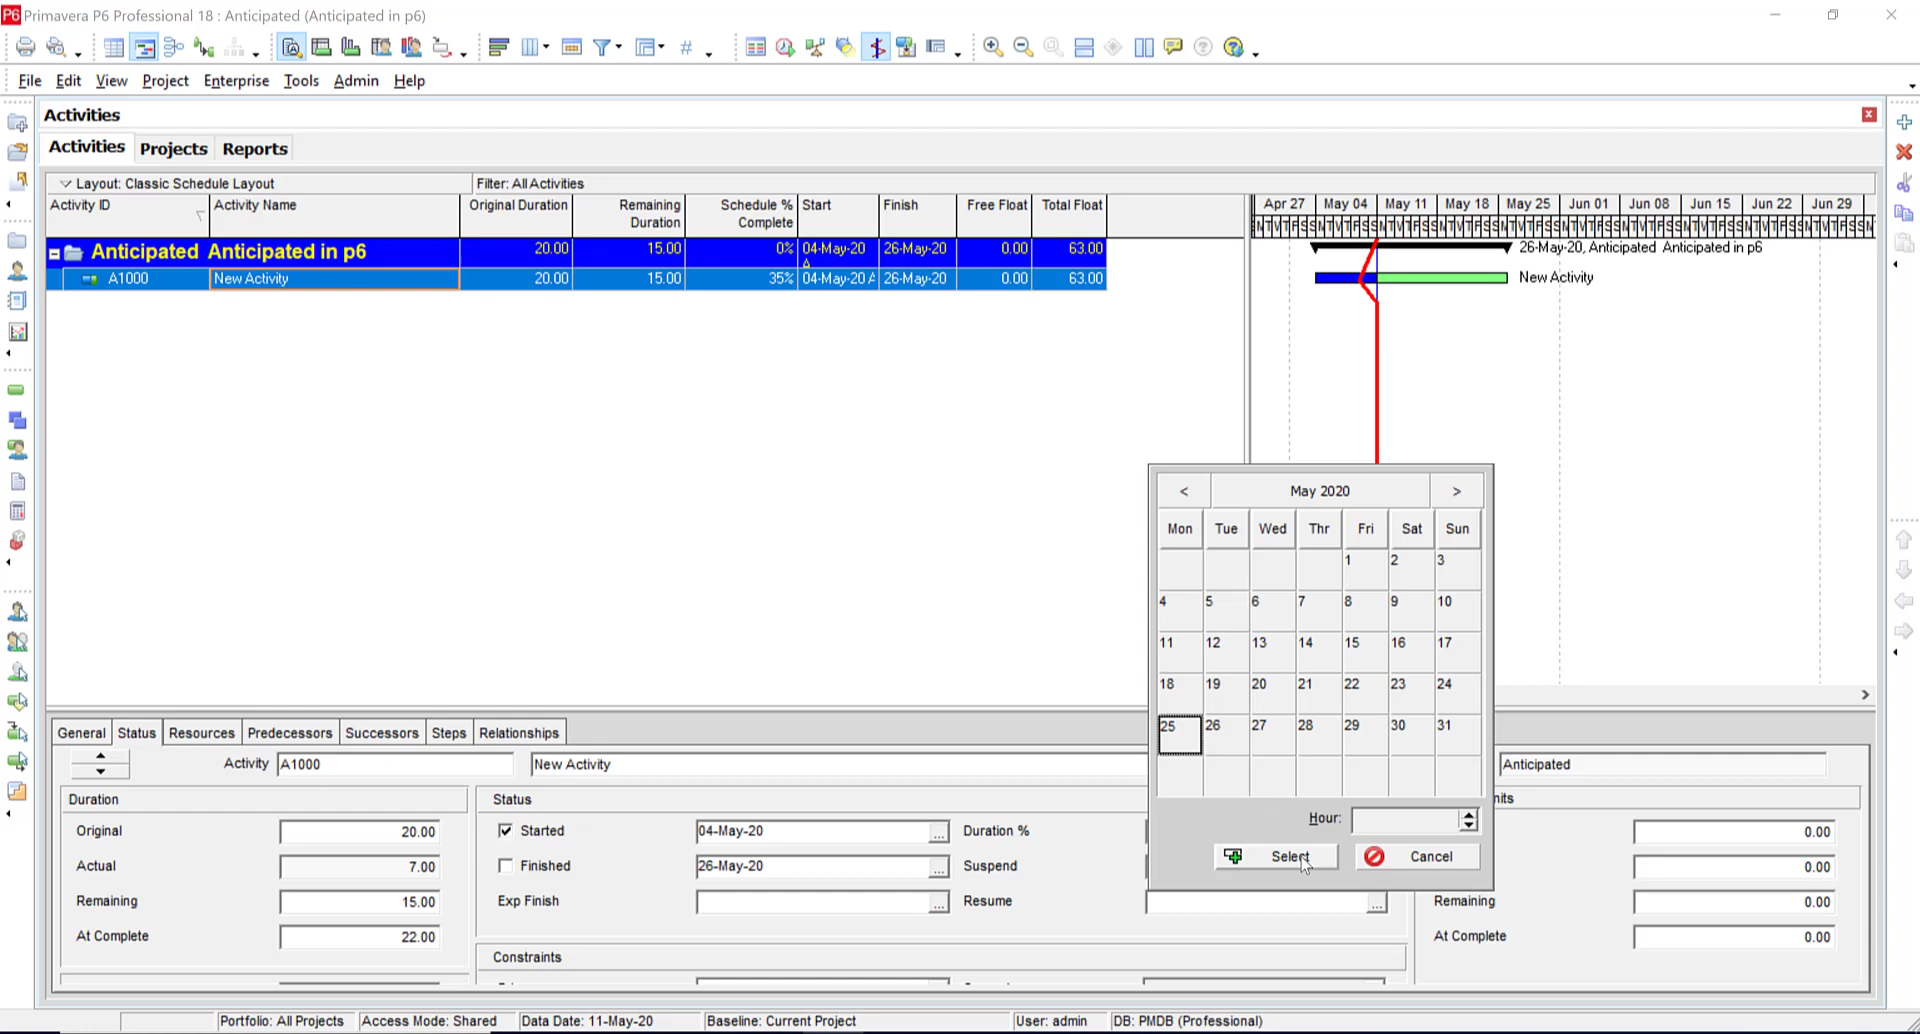 P6 Primavera P6 Professional 18 : Anticipated (Anticipated in p6)
File Edit View Project Enterprise Tools Admin Help
Activities
Activities Projects Reports
Layout: Classic Schedule Layout Filter: All Activities
Activity ID Activity Name Original Duration Remaining Duration Schedule % Complete Start Finish Free Float Total Float
Apr 27 May 04 May 11 May 18 May 25 Jun 01 Jun 08 Jun 15 Jun 22 Jun 29
Anticipated Anticipated in p6 20.00 15.00 0% 04-May-20 26-May-20 0.00 63.00
26-May-20, Anticipated Anticipated in p6
A1000 New Activity 20.00 15.00 35% 04-May-20 A 26-May-20 0.00 63.00
New Activity
< May 2020 >
Mon Tue Wed Thr Fri Sat Sun
1 2 3
4 5 6 7 8 9 10
11 12 13 14 15 16 17
18 19 20 21 22 23 24
25 26 27 28 29 30 31
Hour:
Select Cancel
General Status Resources Predecessors Successors Steps Relationships
Activity A1000 New Activity Anticipated
Duration Status nits
Original 20.00 Started 04-May-20 Duration % 0.00
Actual 7.00 Finished 26-May-20 Suspend 0.00
Remaining 15.00 Exp Finish Resume Remaining 0.00
At Complete 22.00 At Complete 0.00
Constraints
Portfolio: All Projects Access Mode: Shared Data Date: 11-May-20 Baseline: Current Project User: admin DB: PMDB (Professional)